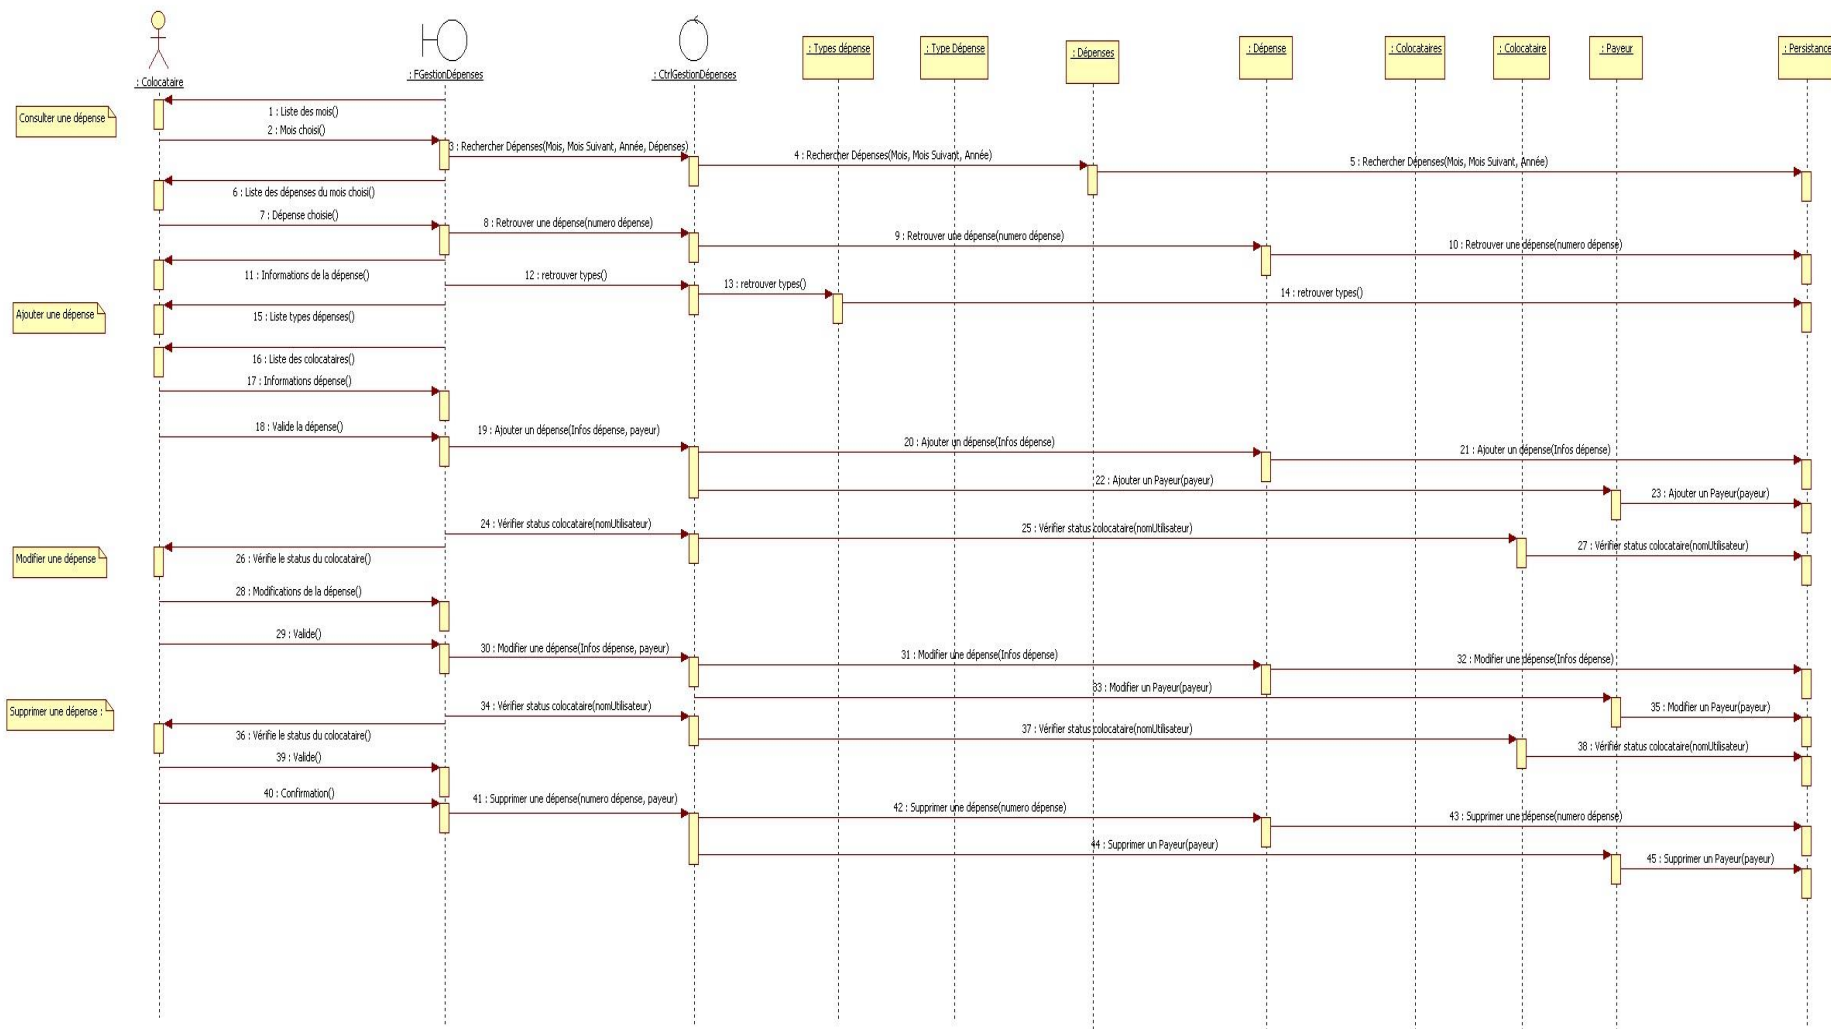 : Colocataire
: FGestionDépenses
: CtrlGestionDépenses
: Types dépense
: Type Dépense
: Dépenses
: Dépense
: Colocataires
: Colocataire
: Payeur
: Persistance
Consulter une dépense
1 : Liste des mois()
2 : Mois choisi()
3 : Rechercher Dépenses(Mois, Mois Suivant, Année, Dépenses)
4 : Rechercher Dépenses(Mois, Mois Suivant, Année)
5 : Rechercher Dépenses(Mois, Mois Suivant, Année)
6 : Liste des dépenses du mois choisi()
7 : Dépense choisie()
8 : Retrouver une dépense(numero dépense)
9 : Retrouver une dépense(numero dépense)
10 : Retrouver une dépense(numero dépense)
11 : Informations de la dépense()
12 : retrouver types()
13 : retrouver types()
14 : retrouver types()
Ajouter une dépense
15 : Liste types dépenses()
16 : Liste des colocataires()
17 : Informations dépense()
18 : Valide la dépense()
19 : Ajouter un dépense(Infos dépense, payeur)
20 : Ajouter un dépense(Infos dépense)
21 : Ajouter un dépense(Infos dépense)
22 : Ajouter un Payeur(payeur)
23 : Ajouter un Payeur(payeur)
24 : Vérifier status colocataire(nomUtilisateur)
25 : Vérifier status colocataire(nomUtilisateur)
Modifier une dépense
26 : Vérifie le status du colocataire()
27 : Vérifier status colocataire(nomUtilisateur)
28 : Modifications de la dépense()
29 : Valide()
30 : Modifier une dépense(Infos dépense, payeur)
31 : Modifier une dépense(Infos dépense)
32 : Modifier une dépense(Infos dépense)
33 : Modifier un Payeur(payeur)
Supprimer une dépense :
34 : Vérifier status colocataire(nomUtilisateur)
35 : Modifier un Payeur(payeur)
36 : Vérifie le status du colocataire()
37 : Vérifier status colocataire(nomUtilisateur)
38 : Vérifier status colocataire(nomUtilisateur)
39 : Valide()
40 : Confirmation()
41 : Supprimer une dépense(numero dépense, payeur)
42 : Supprimer une dépense(numero dépense)
43 : Supprimer une dépense(numero dépense)
44 : Supprimer un Payeur(payeur)
45 : Supprimer un Payeur(payeur)